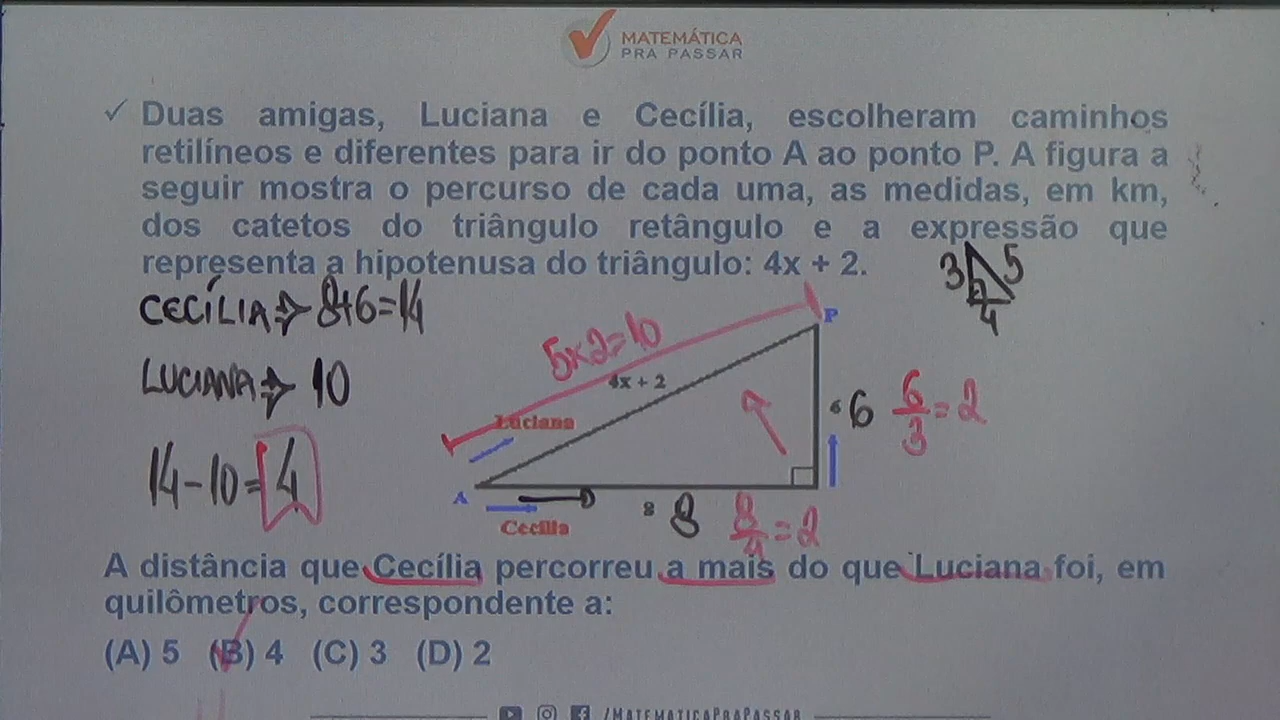 MATEMÁTICA
PRA PASSAR
✓ Duas amigas, Luciana e Cecília, escolheram caminhos
retilíneos e diferentes para ir do ponto A ao ponto P. A figura a
seguir mostra o percurso de cada uma, as medidas, em km,
dos catetos do triângulo retângulo e a expressão que
representa a hipotenusa do triângulo: 4x + 2.
3 5
4
CECÍLIA → 8+6=14
P
5x2=10
4x + 2
LUCIANA → 10
6 6 6/3=2
Luciana
14-10=4
A
8 8 8/4=2
Cecília
A distância que Cecília percorreu a mais do que Luciana foi, em
quilômetros, correspondente a:
(A) 5 (B) 4 (C) 3 (D) 2
/MATEMATICAPRAPASSAR